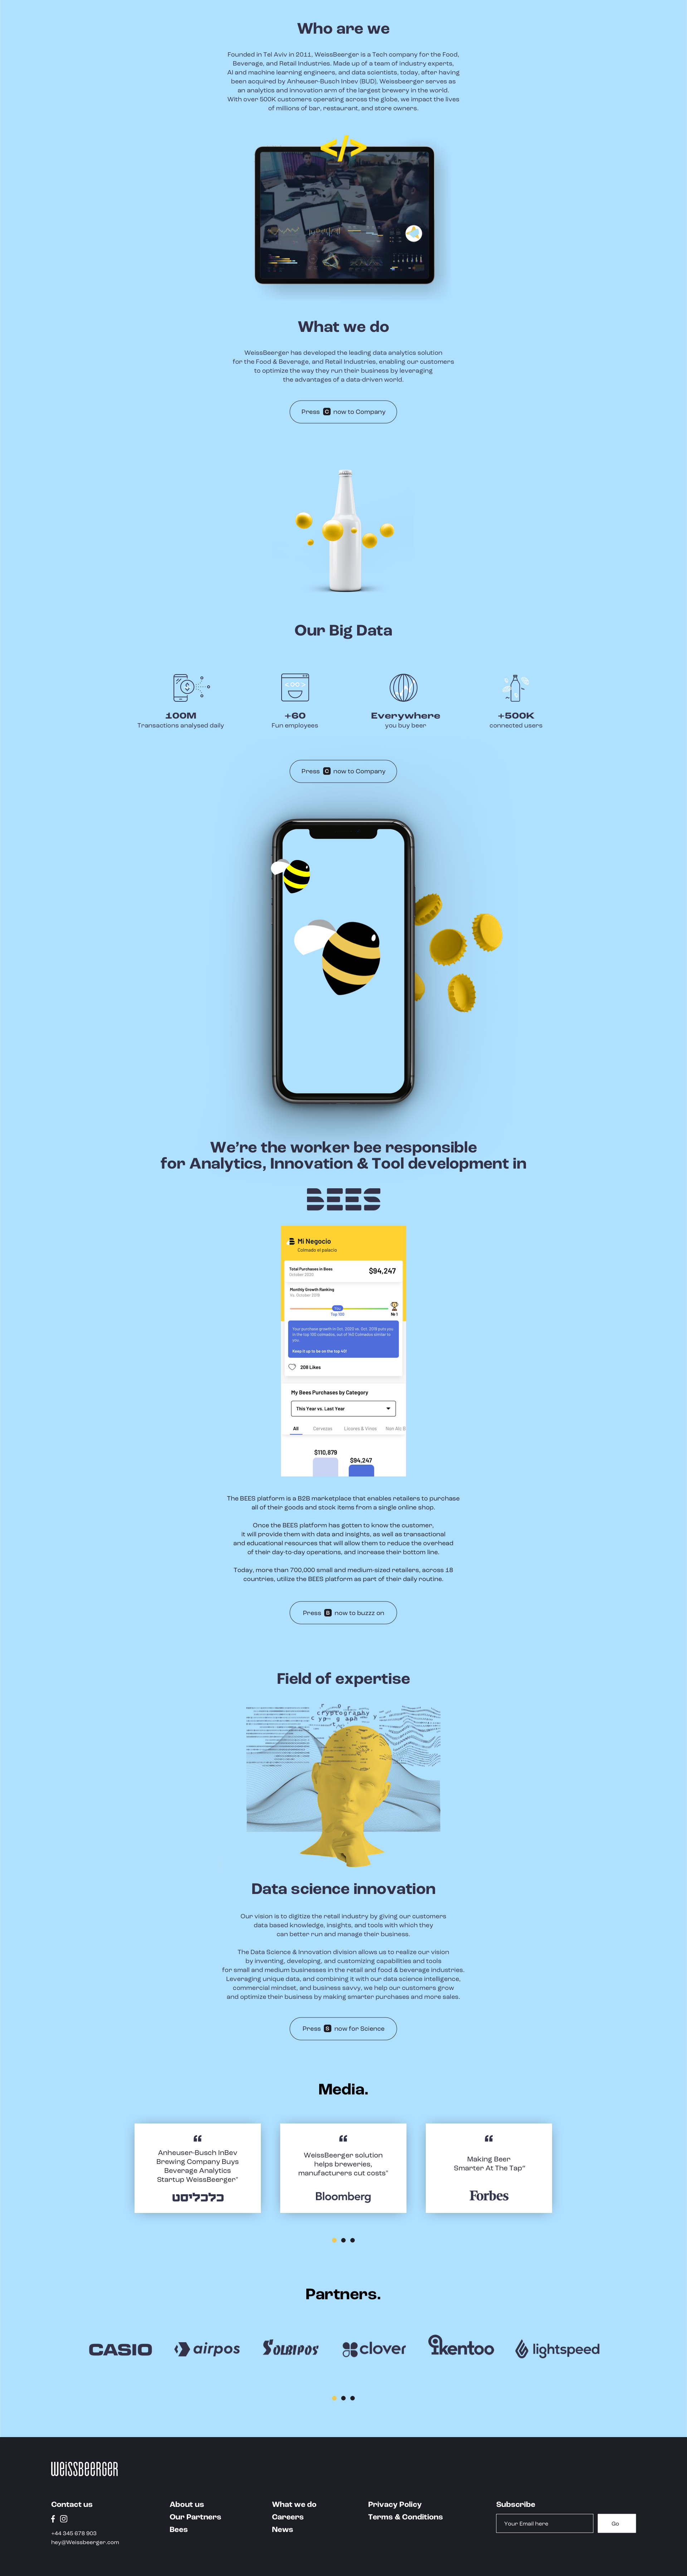 Who are we
Founded in Tel Aviv in 2011, WeissBeerger is a Tech company for the Food,
Beverage, and Retail Industries. Made up of a team of industry experts,
AI and machine learning engineers, and data scientists, today, after having
been acquired by Anheuser-Busch Inbev (BUD), Weissbeerger serves as
an analytics and innovation arm of the largest brewery in the world.
With over 500K customers operating across the globe, we impact the lives
of millions of bar, restaurant, and store owners.
</>
What we do
WeissBeerger has developed the leading data analytics solution
for the Food & Beverage, and Retail Industries, enabling our customers
to optimize the way they run their business by leveraging
the advantages of a data-driven world.
Press C now to Company
Our Big Data
100M
Transactions analysed daily
+60
Fun employees
Everywhere
you buy beer
+500K
connected users
Press C now to Company
We're the worker bee responsible
for Analytics, Innovation & Tool development in
BEES
Mi Negocio
Colmado el palacio
Total Purchases in Bees
October 2020
$94,247
Monthly Growth Ranking
Vs. October 2019
You
Top 100
Nr 1
Your purchases growth in Oct. 2020 vs. Oct. 2019 puts you
in the top 100 colmados, out of 740 Colmados similar to
you.
Keep it up to be on the top 40!
208 Likes
My Bees Purchases by Category
This Year vs. Last Year
All Cervezas Licores & Vinos Non Alc B
$110,879
$94,247
The BEES platform is a B2B marketplace that enables retailers to purchase
all of their goods and stock items from a single online shop.
Once the BEES platform has gotten to know the customer,
it will provide them with data and insights, as well as transactional
and educational resources that will allow them to reduce the overhead
of their day-to-day operations, and increase their bottom line.
Today, more than 700,000 small and medium-sized retailers, across 18
countries, utilize the BEES platform as part of their daily routine.
Press B now to buzzz on
Field of expertise
cryptography
Data science innovation
Our vision is to digitize the retail industry by giving our customers
data based knowledge, insights, and tools with which they
can better run and manage their business.
The Data Science & Innovation division allows us to realize our vision
by inventing, developing, and customizing capabilities and tools
for small and medium businesses in the retail and food & beverage industries.
Leveraging unique data, and combining it with our data science intelligence,
commercial mindset, and business savvy, we help our customers grow
and optimize their business by making smarter purchases and more sales.
Press S now for Science
Media.
“
Anheuser-Busch InBev
Brewing Company Buys
Beverage Analytics
Startup WeissBeerger"
כלכליסט
“
WeissBeerger solution
helps breweries,
manufacturers cut costs"
Bloomberg
“
Making Beer
Smarter At The Tap"
Forbes
Partners.
CASIO
airpos
SOLBIPOS
clover
ikentoo
lightspeed
WEISSBEERGER
Contact us
+44 345 678 903
hey@Weissbeerger.com
About us
Our Partners
Bees
What we do
Careers
News
Privacy Policy
Terms & Conditions
Subscribe
Your Email here
Go